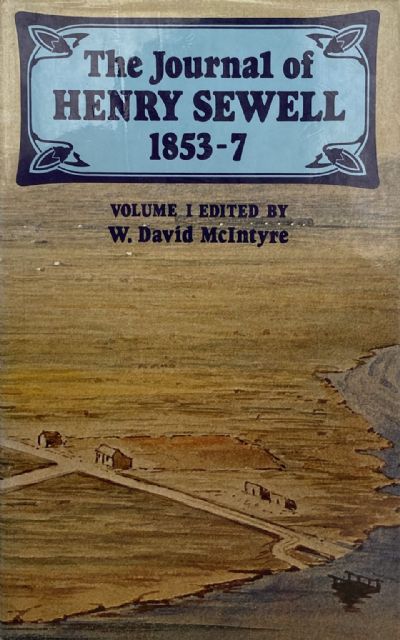 The Journal of
HENRY SEWELL
1853-7
VOLUME I EDITED BY
W. David McIntyre